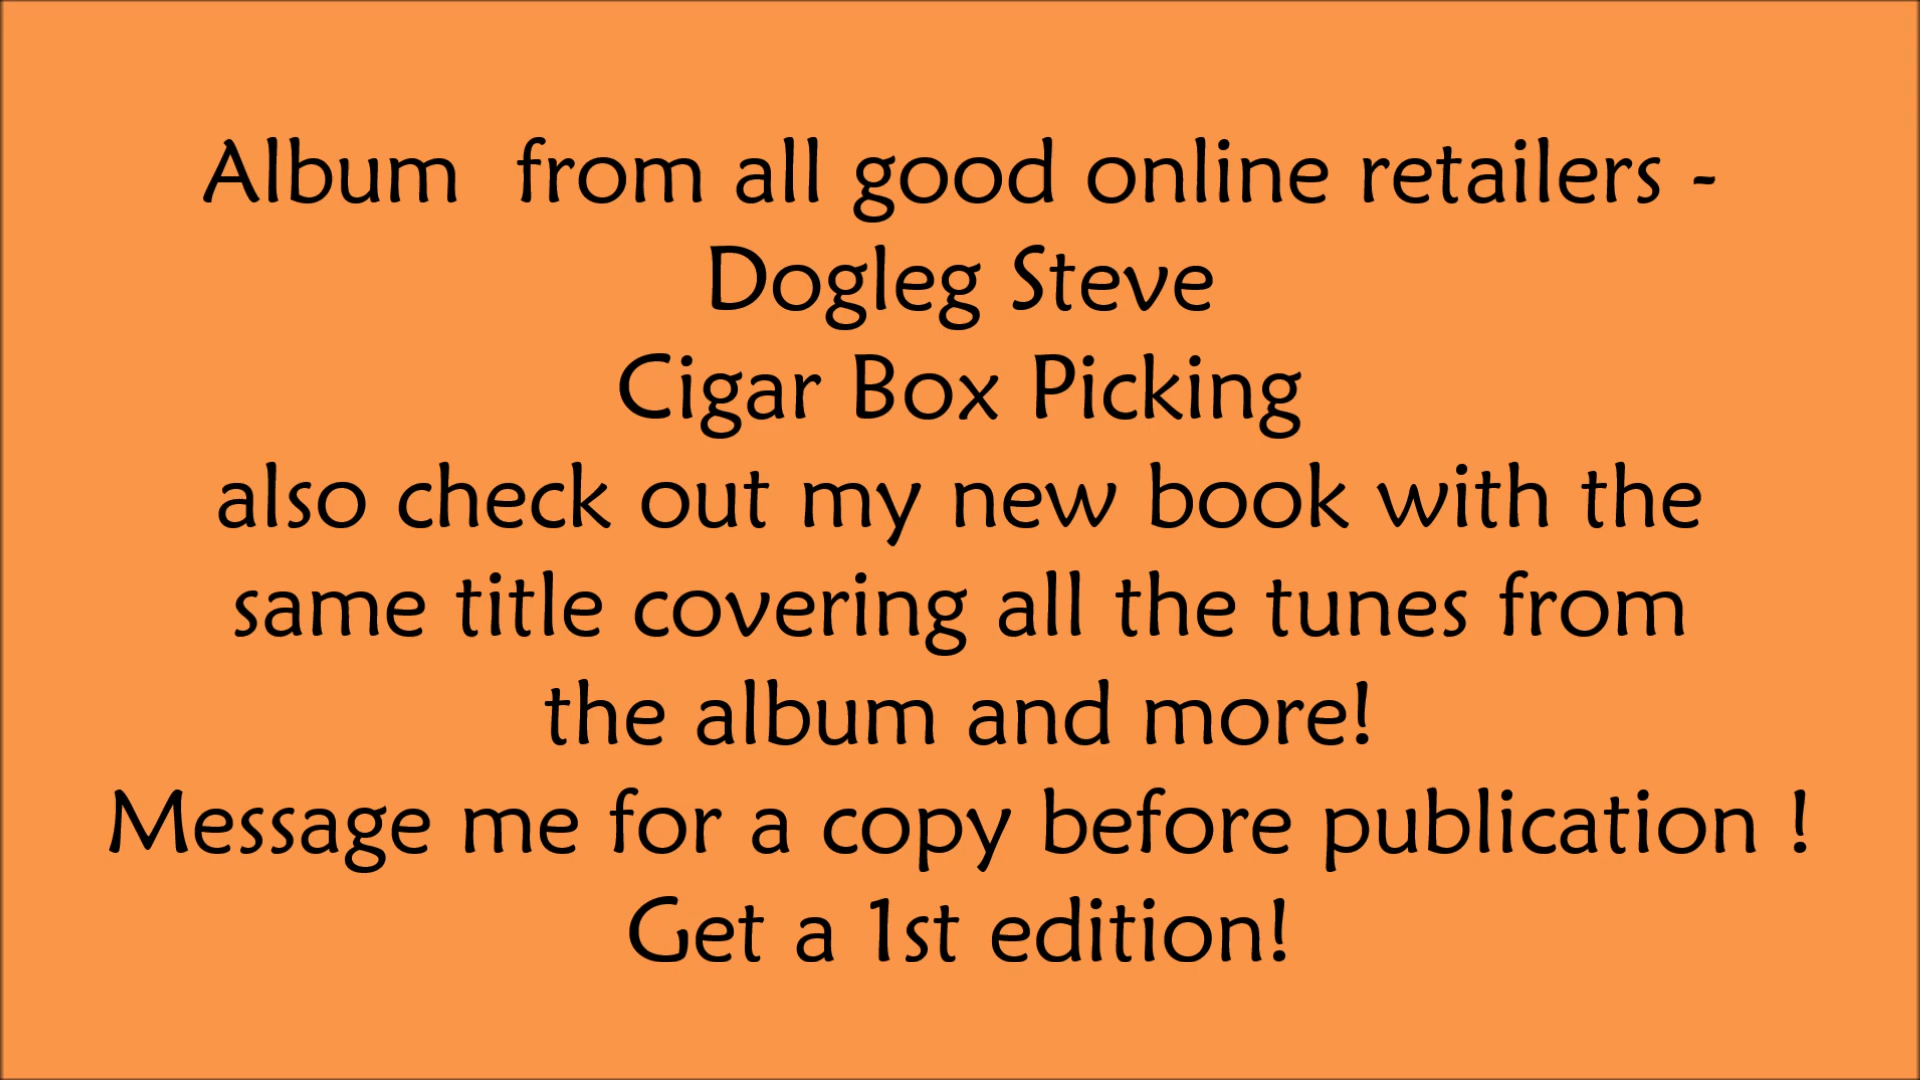 Album  from all good online retailers -
Dogleg Steve
Cigar Box Picking
also check out my new book with the
same title covering all the tunes from
the album and more!
Message me for a copy before publication !
Get a 1st edition!